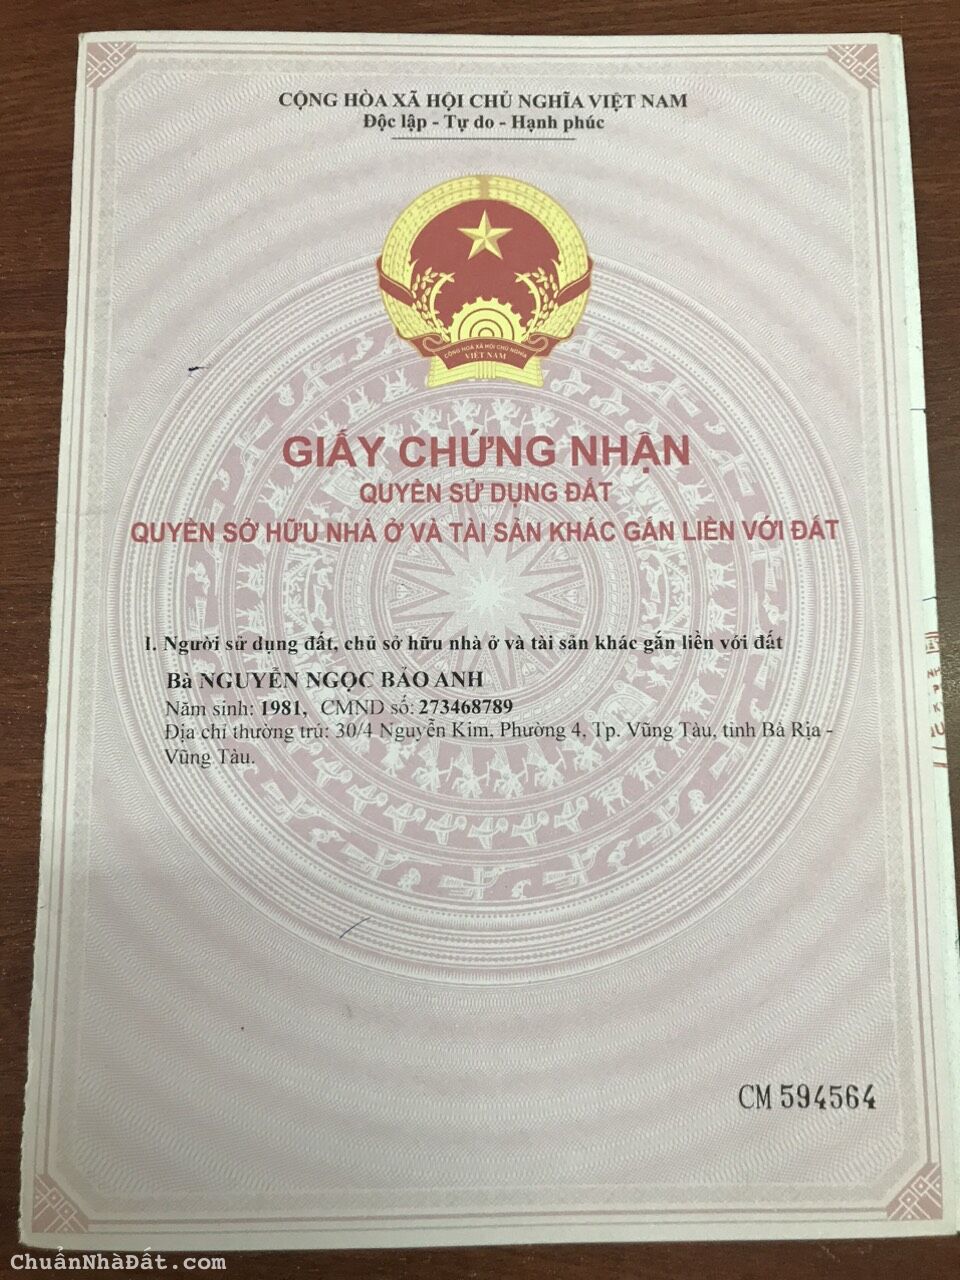 CỘNG HÒA XÃ HỘI CHỦ NGHĨA VIỆT NAM
Độc lập - Tự do - Hạnh phúc
CỘNG HOÀ XÃ HỘI CHỦ NGHĨA
VIỆT NAM
GIẤY CHỨNG NHẬN
QUYỀN SỬ DỤNG ĐẤT
QUYỀN SỞ HỮU NHÀ Ở VÀ TÀI SẢN KHÁC GẮN LIỀN VỚI ĐẤT
I. Người sử dụng đất, chủ sở hữu nhà ở và tài sản khác gắn liền với đất
Bà NGUYỄN NGỌC BẢO ANH
Năm sinh: 1981, CMND số: 273468789
Địa chỉ thường trú: 30/4 Nguyễn Kim, Phường 4, Tp. Vũng Tàu, tỉnh Bà Rịa -
Vũng Tàu.
CM 594564
ChuẩnNhàĐất.com